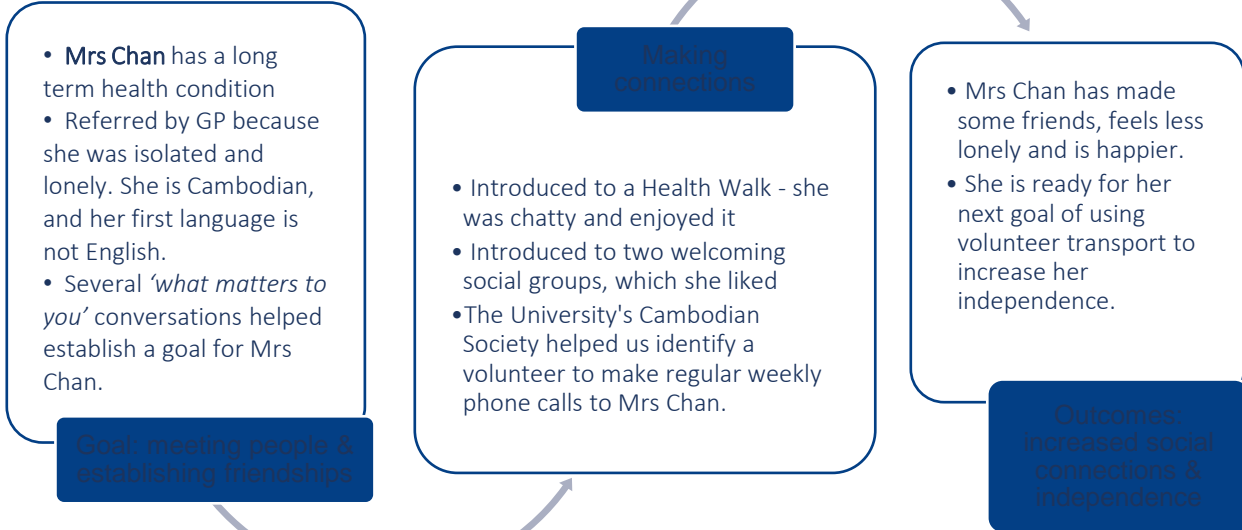 • Mrs Chan has a long
term health condition
• Referred by GP because
she was isolated and
lonely. She is Cambodian,
and her first language is
not English.
• Several ‘what matters to
you’ conversations helped
establish a goal for Mrs
Chan.
Goal: meeting people &
establishing friendships
Making
connections
• Introduced to a Health Walk - she
was chatty and enjoyed it
• Introduced to two welcoming
social groups, which she liked
•The University's Cambodian
Society helped us identify a
volunteer to make regular weekly
phone calls to Mrs Chan.
• Mrs Chan has made
some friends, feels less
lonely and is happier.
• She is ready for her
next goal of using
volunteer transport to
increase her
independence.
Outcomes:
increased social
connections &
independence